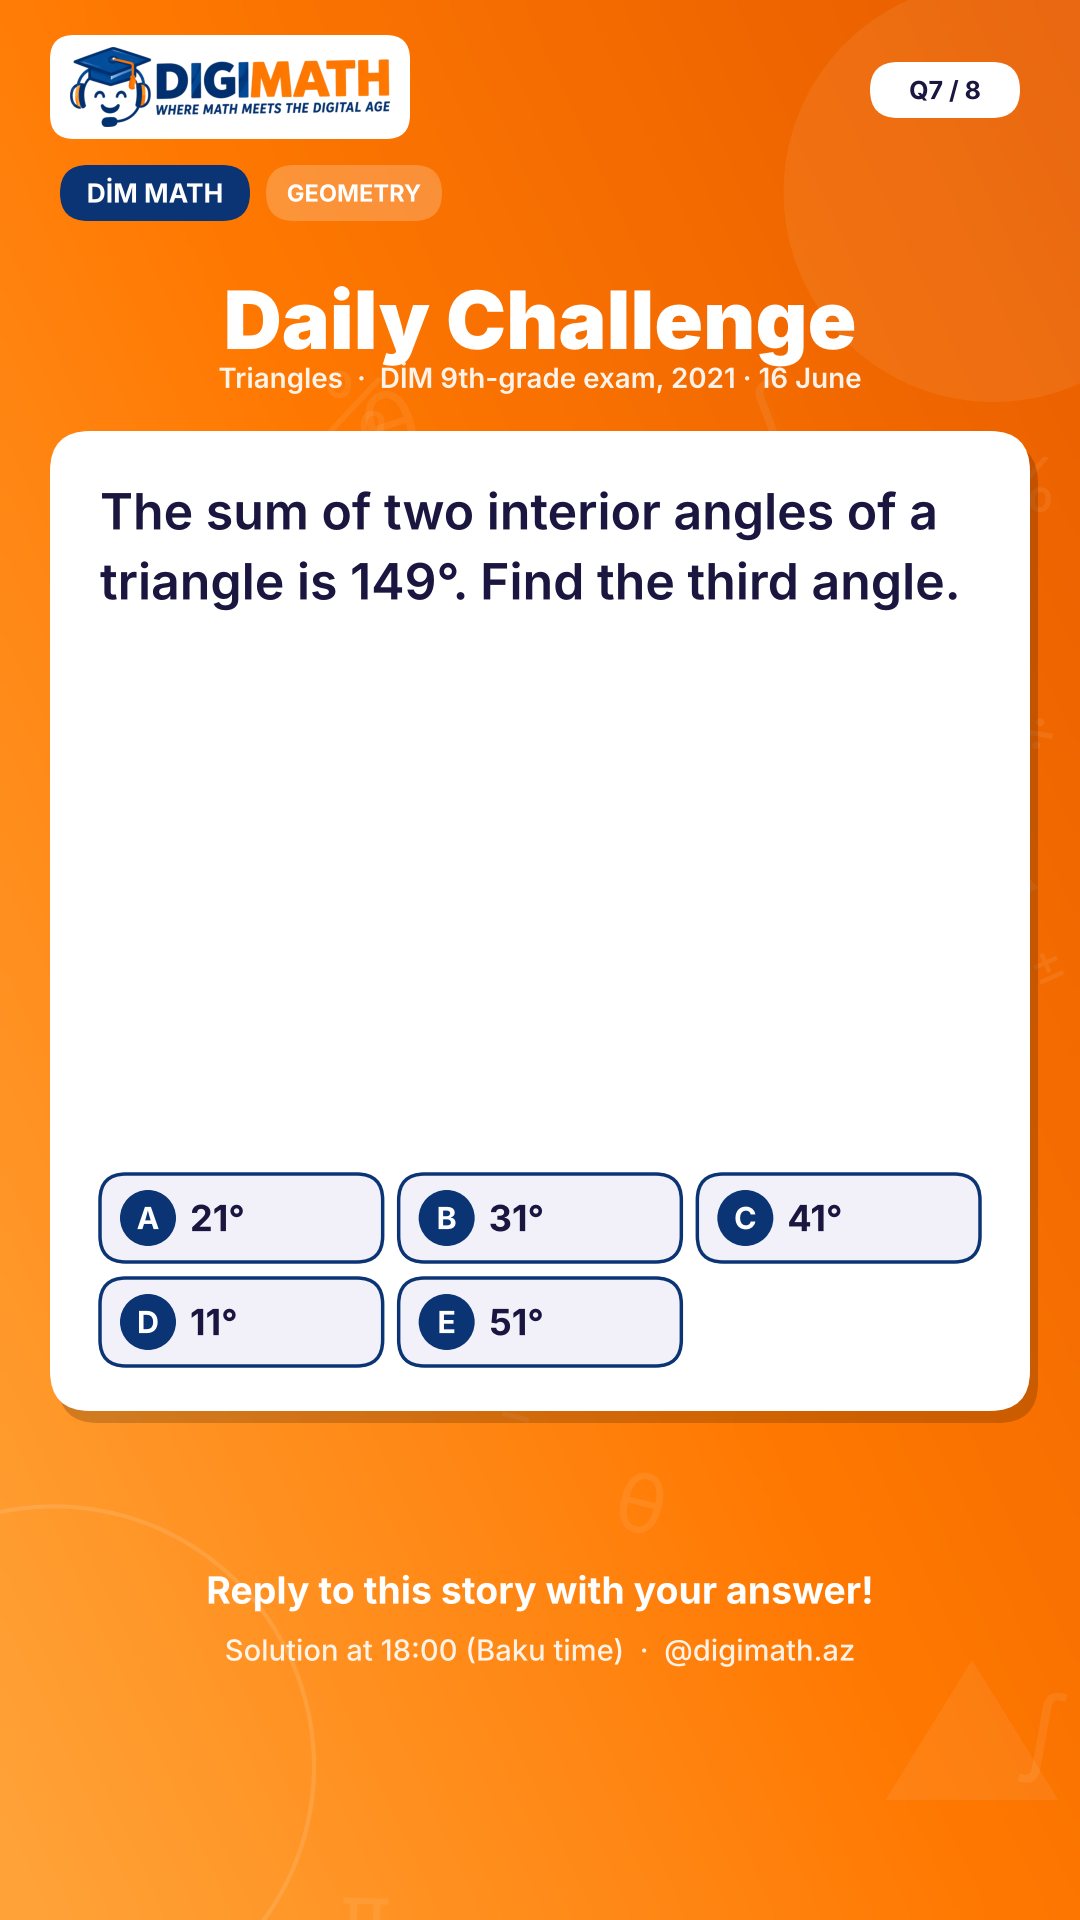 DIGIMATH
WHERE MATH MEETS THE DIGITAL AGE
Q7 / 8
DİM MATH
GEOMETRY
Daily Challenge
Triangles · DİM 9th-grade exam, 2021 · 16 June
The sum of two interior angles of a
triangle is 149°. Find the third angle.
A 21°
B 31°
C 41°
D 11°
E 51°
θ
Reply to this story with your answer!
Solution at 18:00 (Baku time) · @digimath.az
∫
π